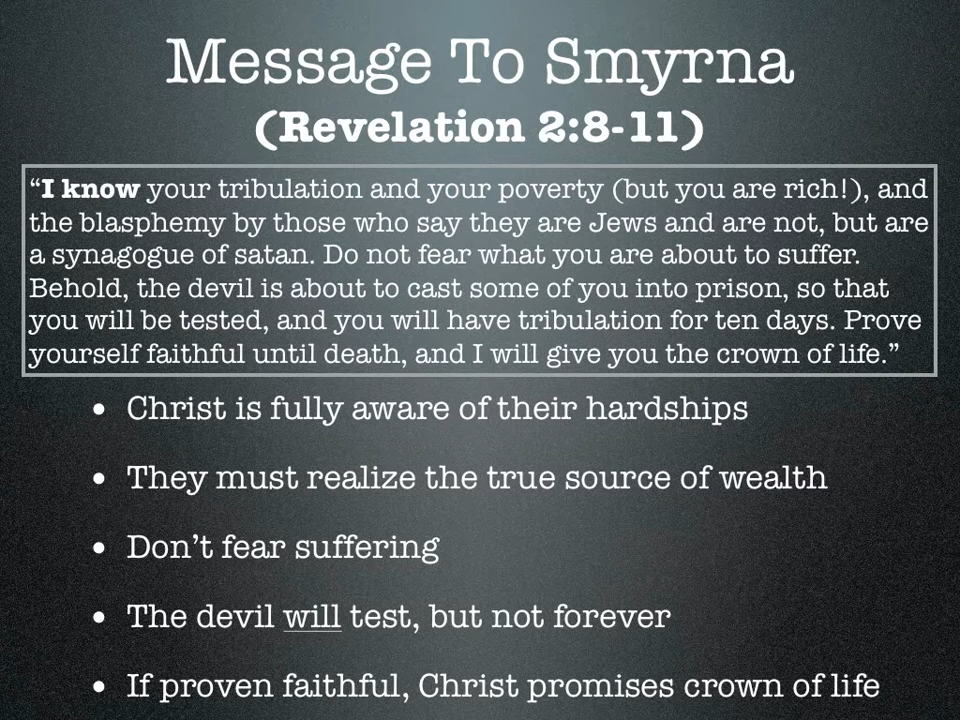 Message To Smyrna
(Revelation 2:8-11)
“I know your tribulation and your poverty (but you are rich!), and
the blasphemy by those who say they are Jews and are not, but are
a synagogue of satan. Do not fear what you are about to suffer.
Behold, the devil is about to cast some of you into prison, so that
you will be tested, and you will have tribulation for ten days. Prove
yourself faithful until death, and I will give you the crown of life.”
• Christ is fully aware of their hardships
• They must realize the true source of wealth
• Don’t fear suffering
• The devil will test, but not forever
• If proven faithful, Christ promises crown of life